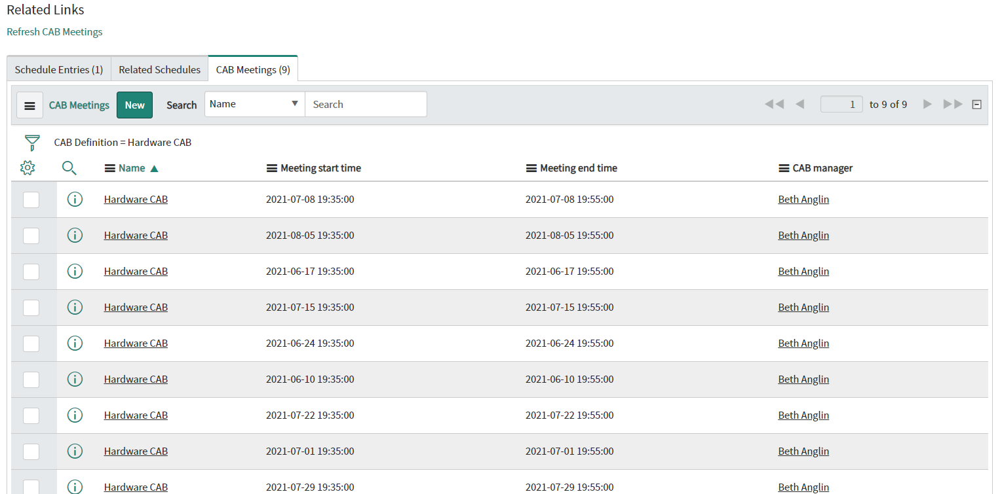 Related Links
Refresh CAB Meetings
Schedule Entries (1) Related Schedules CAB Meetings (9)
CAB Meetings New Search Name Search 1 to 9 of 9
CAB Definition = Hardware CAB
Name Meeting start time Meeting end time CAB manager
Hardware CAB 2021-07-08 19:35:00 2021-07-08 19:55:00 Beth Anglin
Hardware CAB 2021-08-05 19:35:00 2021-08-05 19:55:00 Beth Anglin
Hardware CAB 2021-06-17 19:35:00 2021-06-17 19:55:00 Beth Anglin
Hardware CAB 2021-07-15 19:35:00 2021-07-15 19:55:00 Beth Anglin
Hardware CAB 2021-06-24 19:35:00 2021-06-24 19:55:00 Beth Anglin
Hardware CAB 2021-06-10 19:35:00 2021-06-10 19:55:00 Beth Anglin
Hardware CAB 2021-07-22 19:35:00 2021-07-22 19:55:00 Beth Anglin
Hardware CAB 2021-07-01 19:35:00 2021-07-01 19:55:00 Beth Anglin
Hardware CAB 2021-07-29 19:35:00 2021-07-29 19:55:00 Beth Anglin